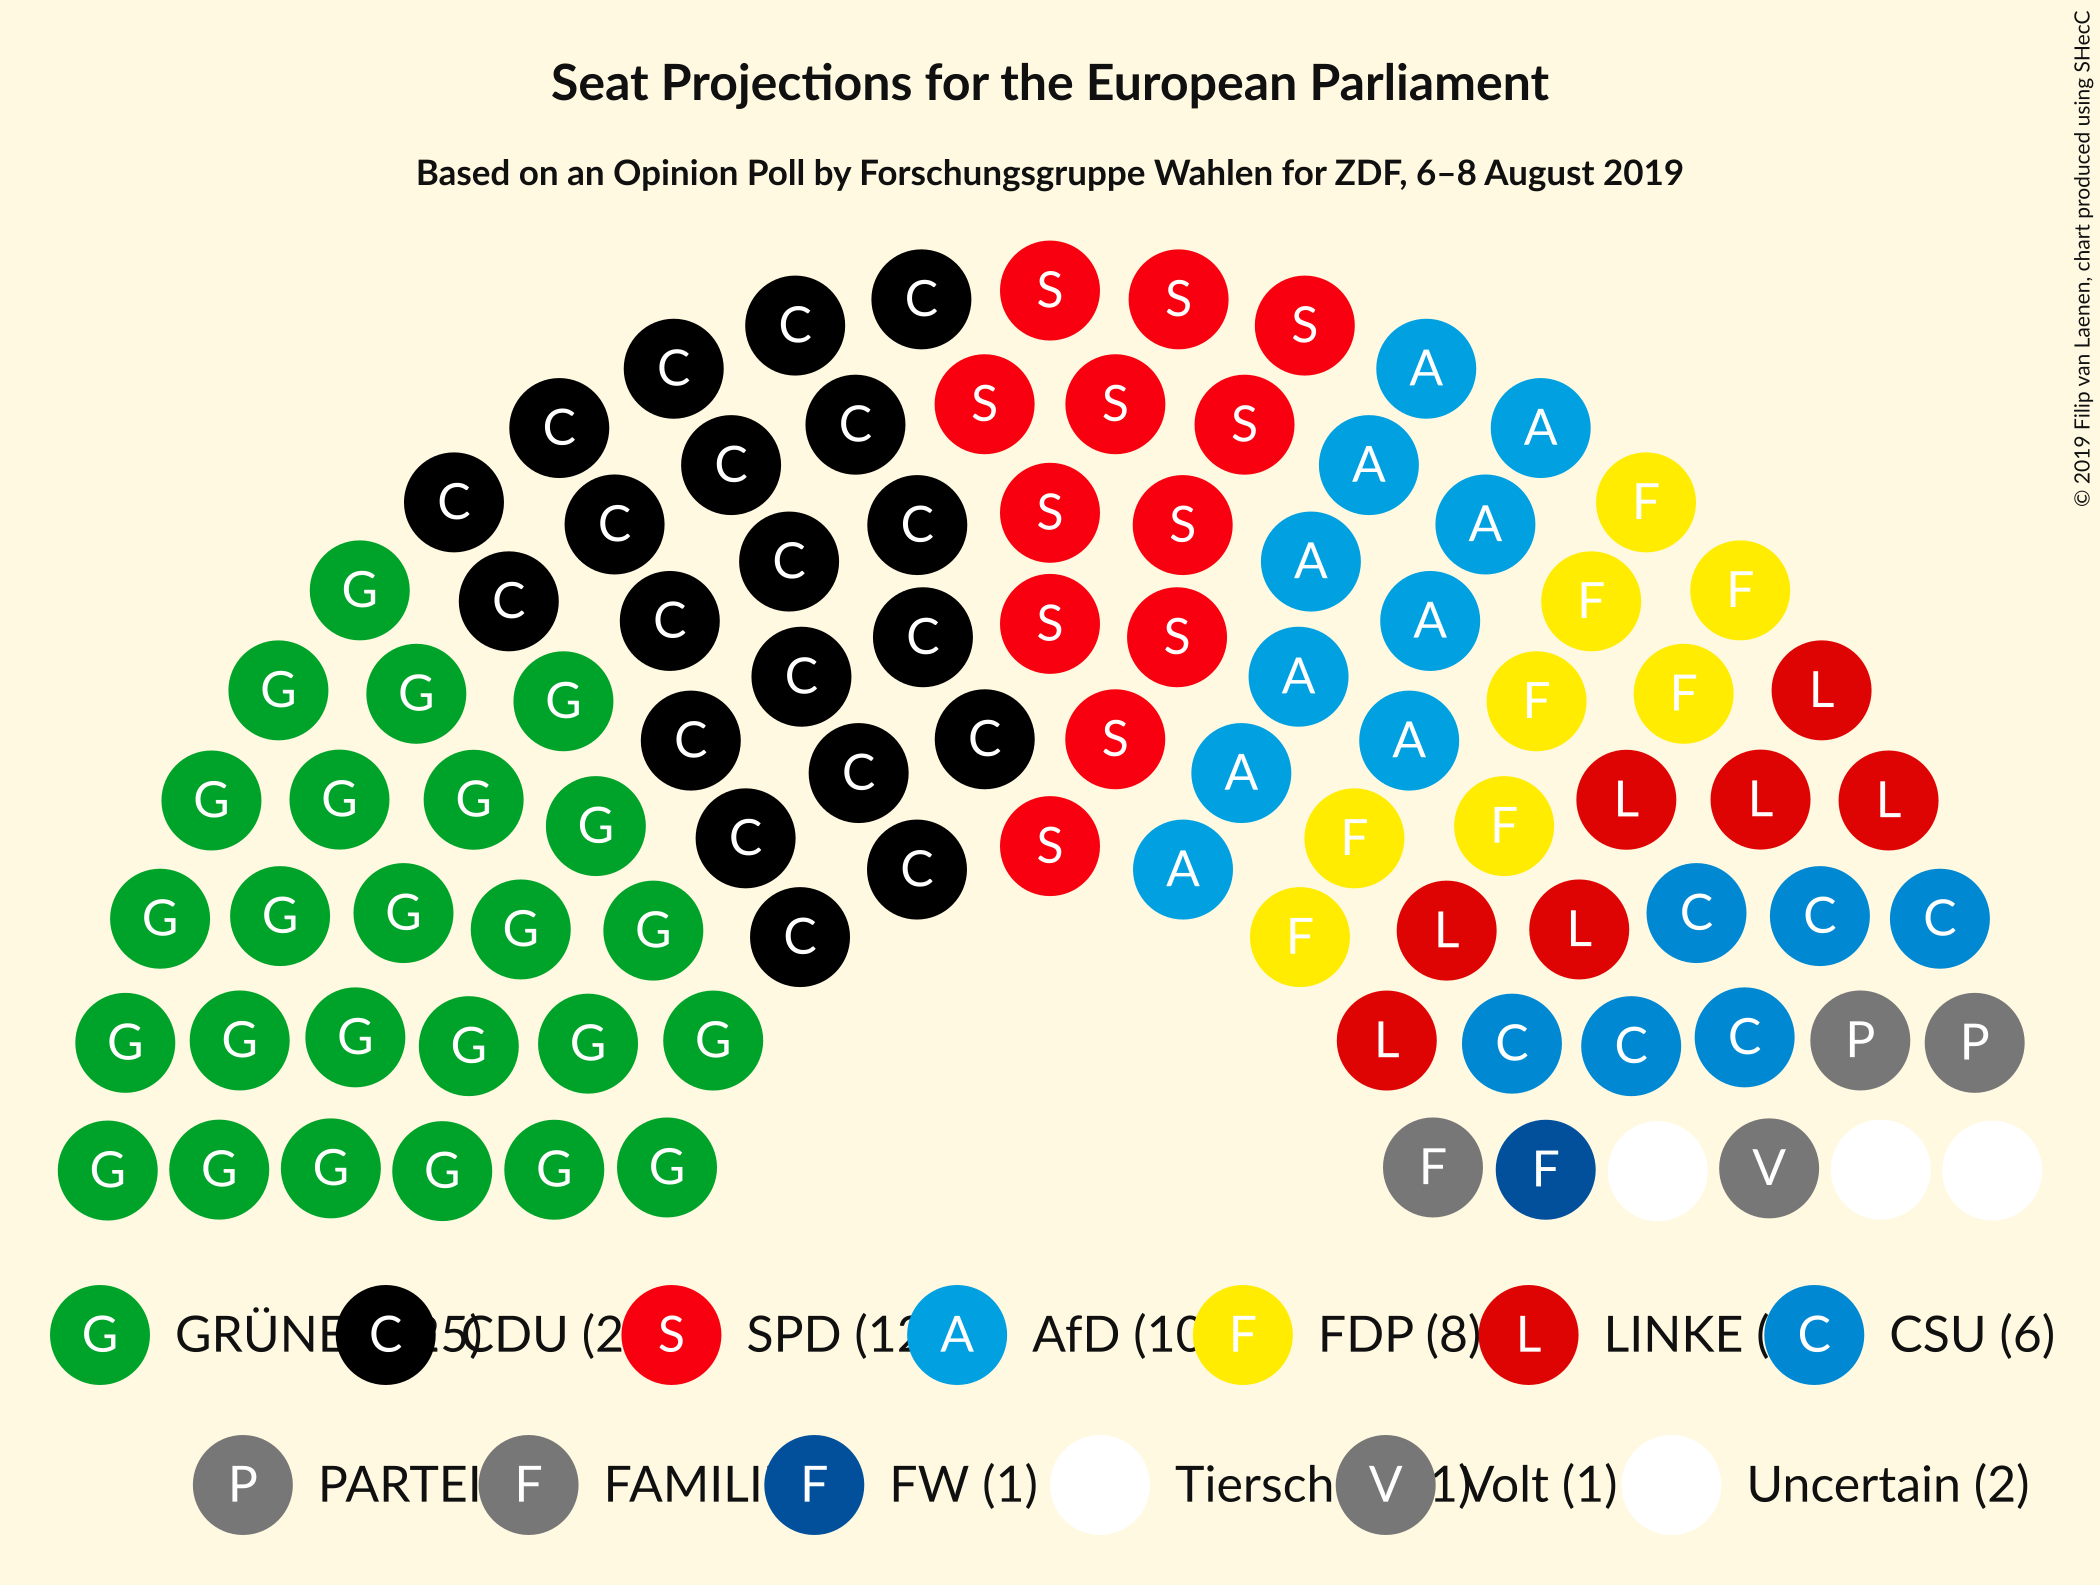 Seat Projections for the European Parliament
Based on an Opinion Poll by Forschungsgruppe Wahlen for ZDF, 6–8 August 2019
© 2019 Filip van Laenen, chart produced using SHecC
S
C S
C S
C A
C A
C F
G F
G L
G L
G C
G P
G
C S S C
C A
C A
C F
G F
G L
G C
G P
G V
C S S
C A
C A
G F
G L
G C
G C
G F
C S S
C A
C A
G F
G L
G C
G C
G F
C S
C A
C F
G L
G L
G
S
C A
C F
G G
G
G GRÜNE C 5) CDU (2 S SPD (12 A AfD (10 F FDP (8) L LINKE ( C CSU (6)
P PARTEI F FAMILI F FW (1) Tiersch V 1) Volt (1) Uncertain (2)